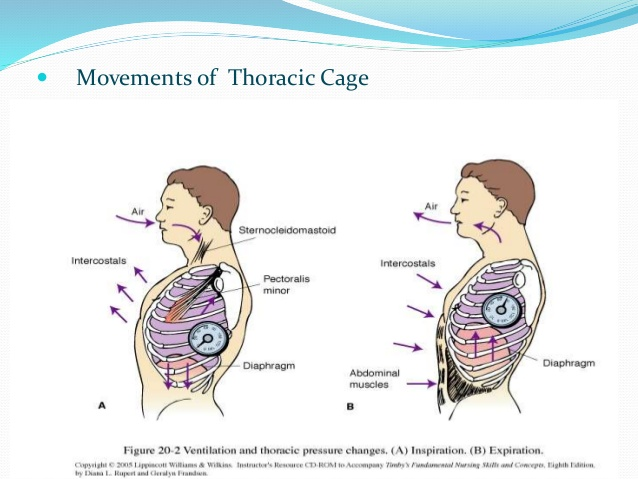 Movements of Thoracic Cage
Air
Sternocleidomastoid
Intercostals
Pectoralis
minor
Diaphragm
A
Air
Intercostals
Diaphragm
Abdominal
muscles
B
Figure 20-2 Ventilation and thoracic pressure changes. (A) Inspiration. (B) Expiration.
Copyright © 2005 Lippincott Williams & Wilkins. Instructor's Resource CD-ROM to Accompany Timby's Fundamental Nursing Skills and Concepts, Eighth Edition,
by Diana L. Rupert and Geralyn Frandsen.